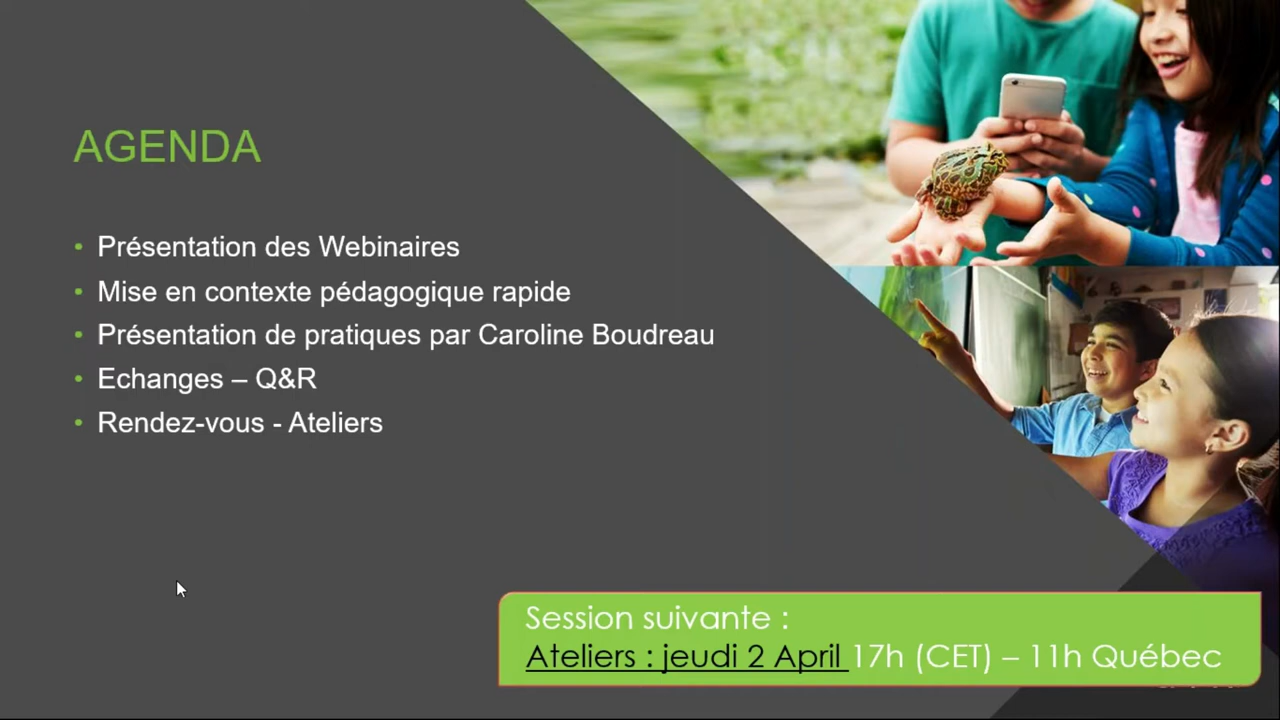 AGENDA
• Présentation des Webinaires
• Mise en contexte pédagogique rapide
• Présentation de pratiques par Caroline Boudreau
• Echanges – Q&R
• Rendez-vous - Ateliers
Session suivante :
Ateliers : jeudi 2 April 17h (CET) – 11h Québec